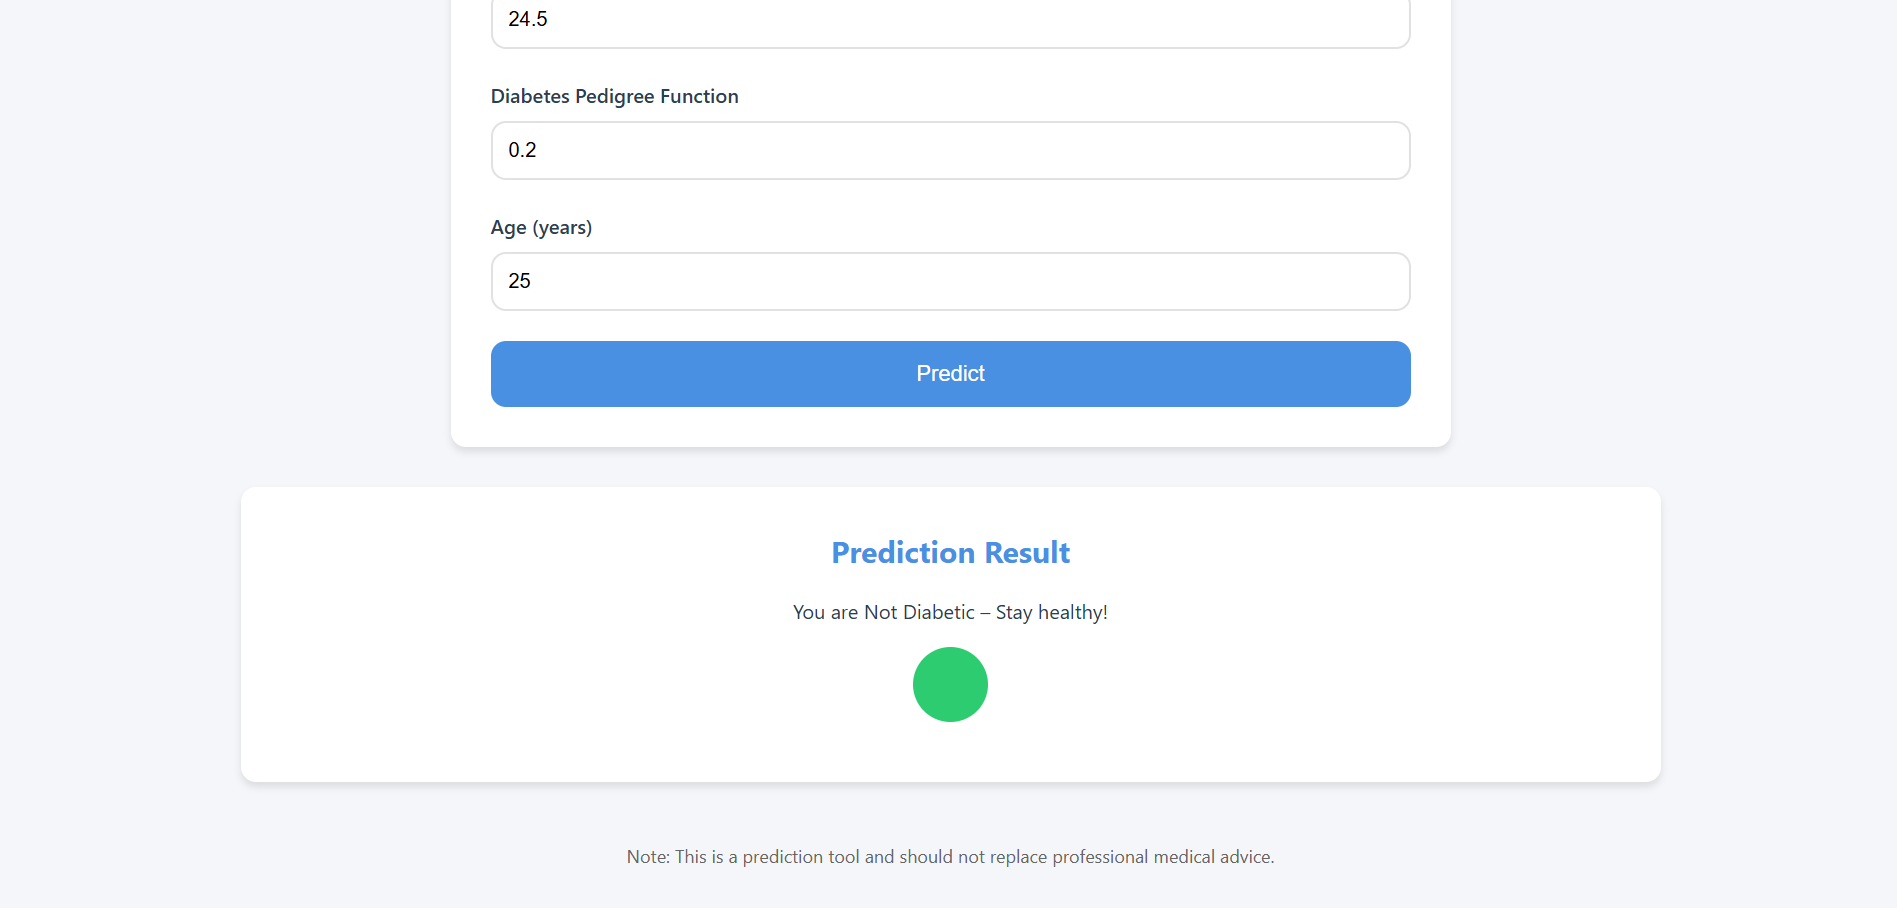 24.5
Diabetes Pedigree Function
0.2
Age (years)
25
Predict
Prediction Result
You are Not Diabetic – Stay healthy!
Note: This is a prediction tool and should not replace professional medical advice.